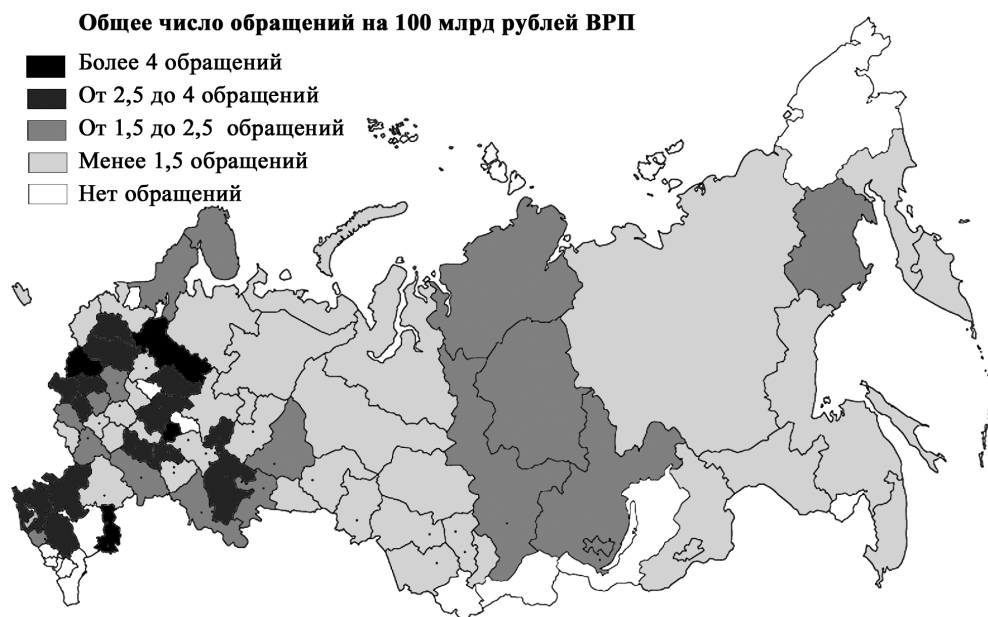 Общее число обращений на 100 млрд рублей ВРП
Более 4 обращений
От 2,5 до 4 обращений
От 1,5 до 2,5 обращений
Менее 1,5 обращений
Нет обращений